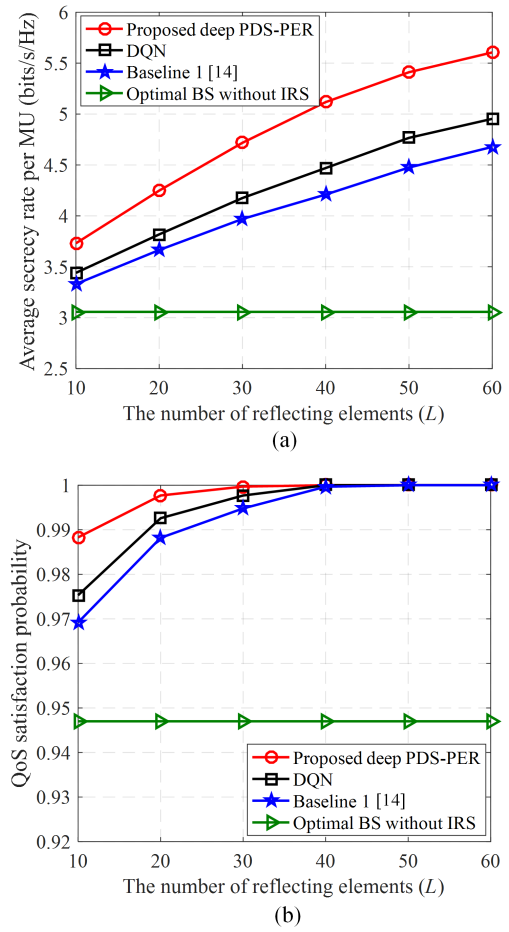 Average secrecy rate per MU (bits/s/Hz)
6
5.5
5
4.5
4
3.5
3
2.5
Proposed deep PDS-PER
DQN
Baseline 1 [14]
Optimal BS without IRS
10 20 30 40 50 60
The number of reflecting elements (L)
(a)
QoS satisfaction probability
1
0.99
0.98
0.97
0.96
0.95
0.94
0.93
0.92
Proposed deep PDS-PER
DQN
Baseline 1 [14]
Optimal BS without IRS
10 20 30 40 50 60
The number of reflecting elements (L)
(b)